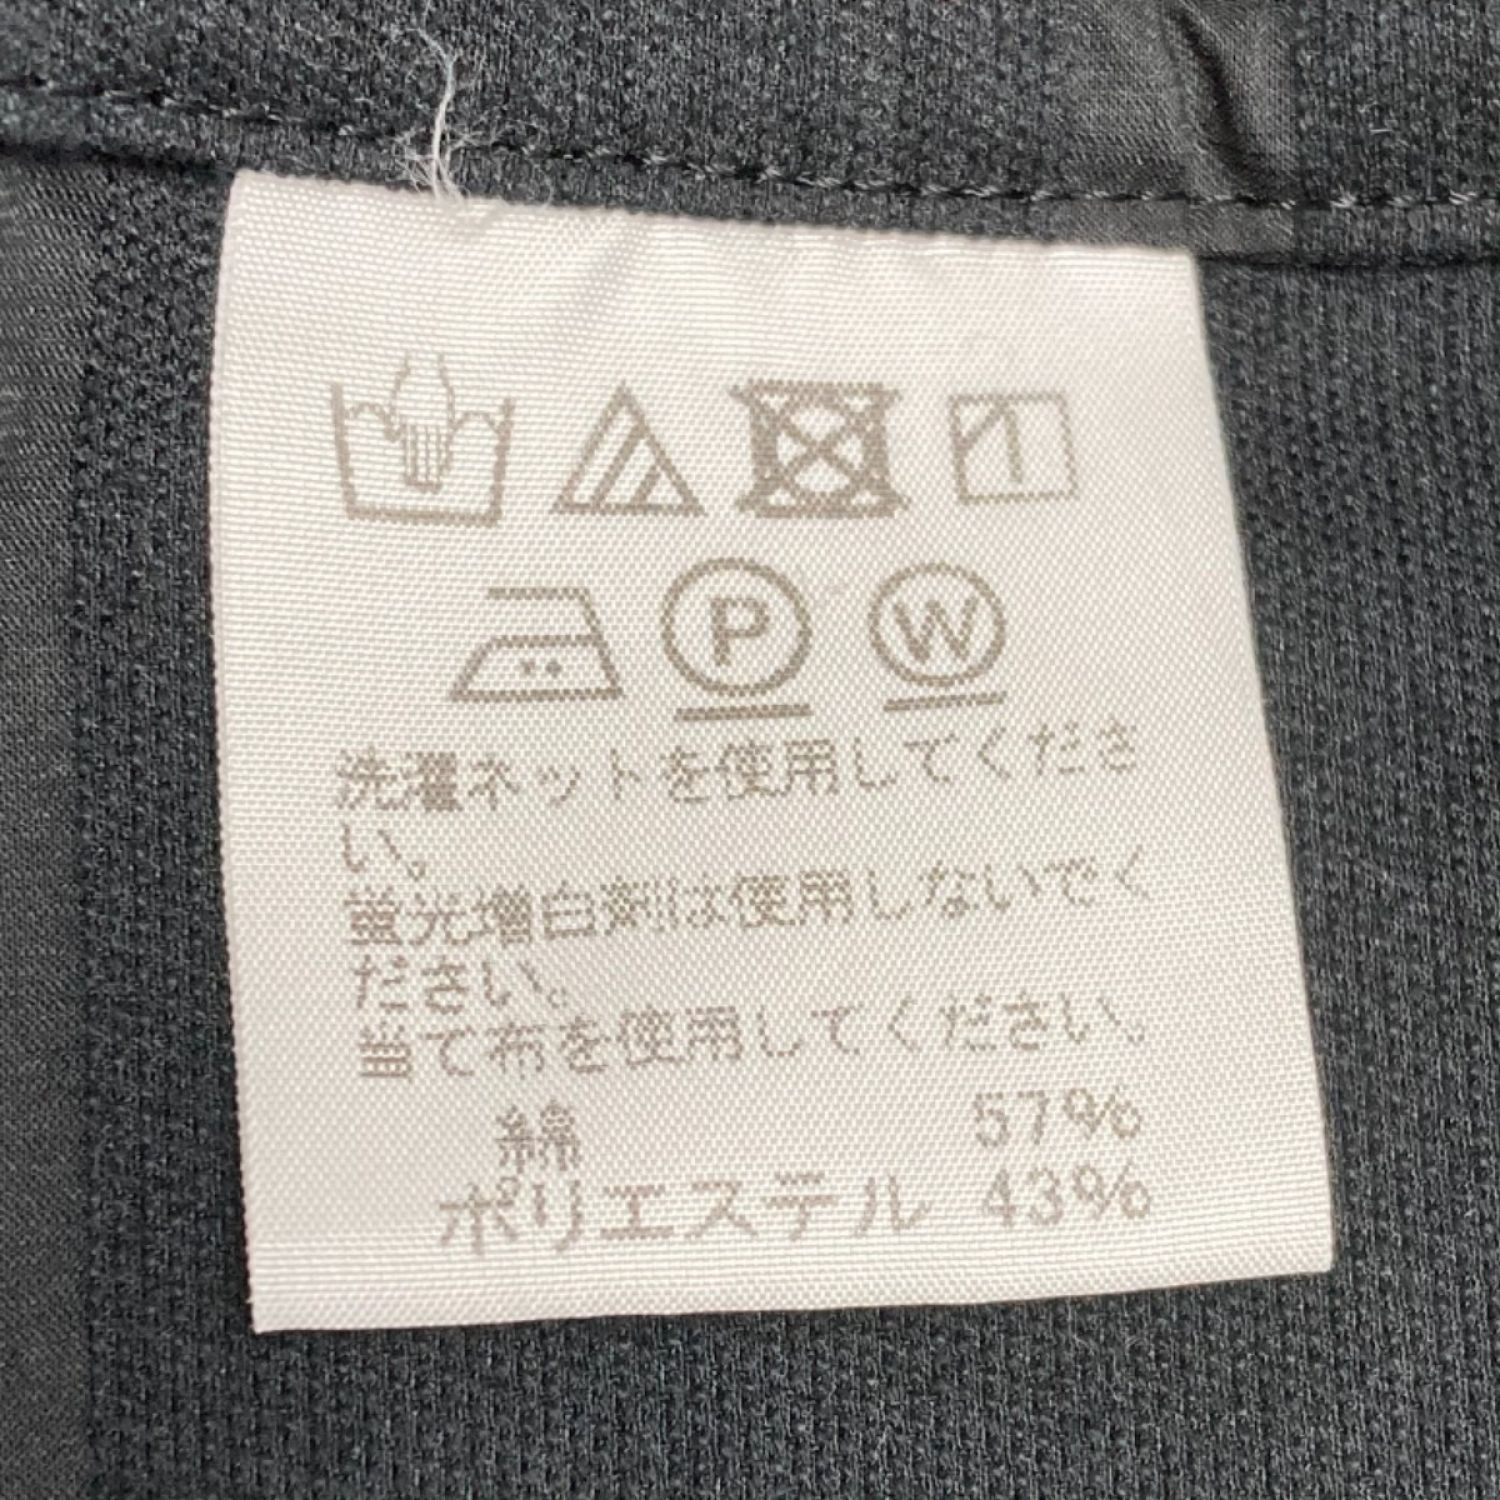 P W
洗濯ネットを使用してくださ
い。
蛍光増白剤は使用しないでく
ださい。
当て布を使用してください。
綿 57%
ポリエステル 43%